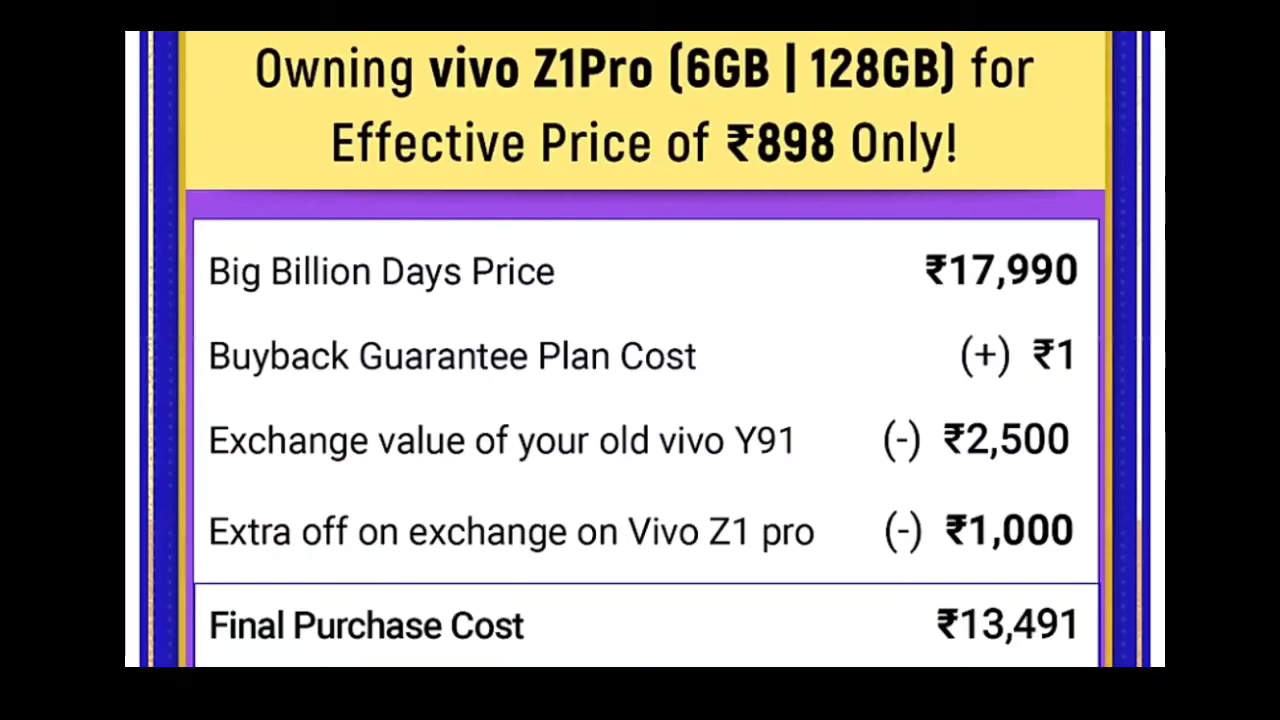 Owning vivo Z1Pro (6GB | 128GB) for
Effective Price of ₹898 Only!
Big Billion Days Price ₹17,990
Buyback Guarantee Plan Cost (+) ₹1
Exchange value of your old vivo Y91 (-) ₹2,500
Extra off on exchange on Vivo Z1 pro (-) ₹1,000
Final Purchase Cost ₹13,491